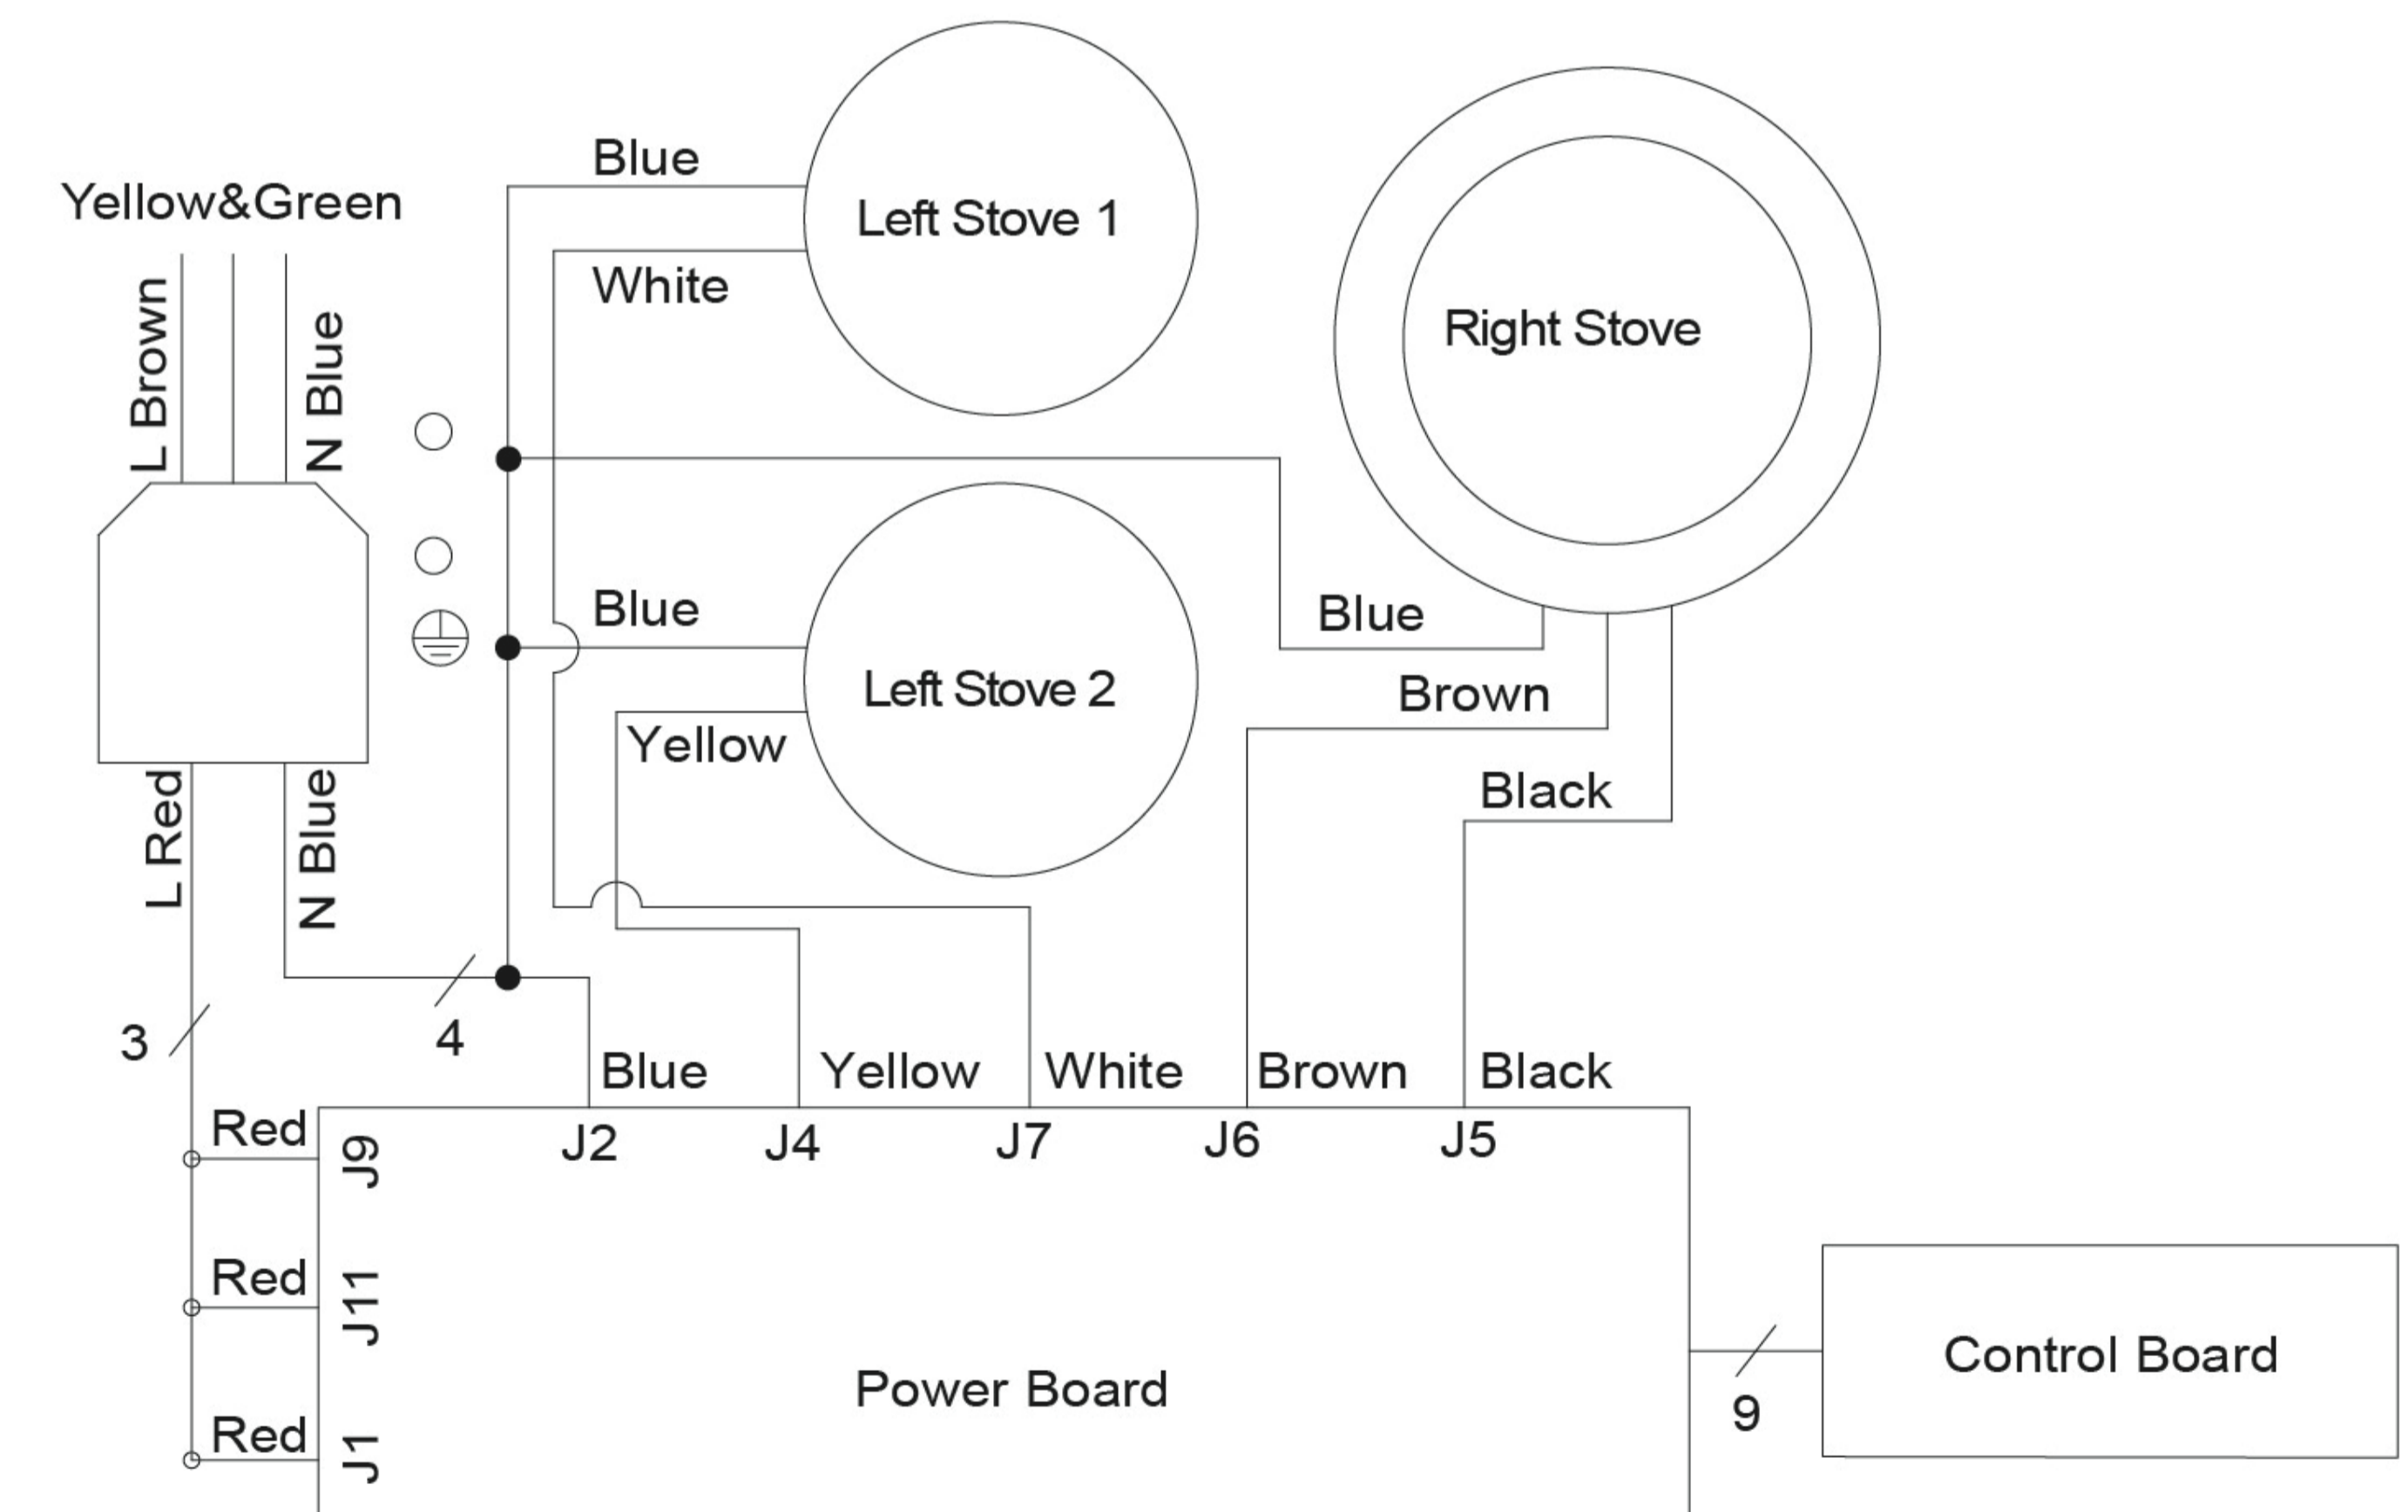 Blue
Left Stove 1
White
Yellow&Green
L Brown
N Blue
Right Stove
Blue
Left Stove 2
Yellow
Blue
Brown
Black
L Red
N Blue
3
4
Blue
Yellow
White
Brown
Black
Red
J9
J2
J4
J7
J6
J5
Red
J11
Red
J1
Power Board
9
Control Board